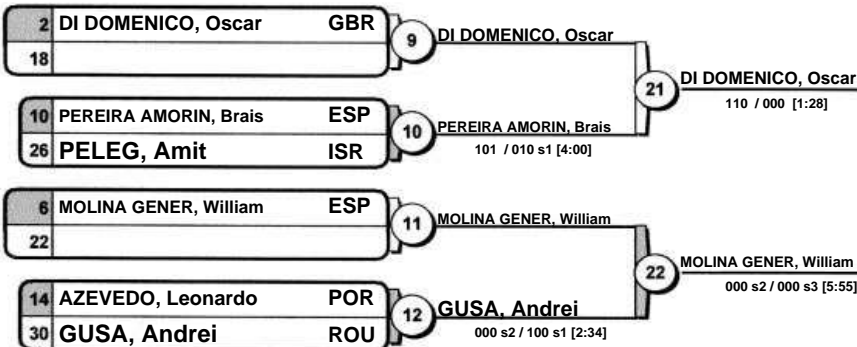 2 DI DOMENICO, Oscar GBR
18
9
DI DOMENICO, Oscar
10 PEREIRA AMORIN, Brais ESP
26 PELEG, Amit ISR
10
PEREIRA AMORIN, Brais
101 / 010 s1 [4:00]
21
DI DOMENICO, Oscar
110 / 000 [1:28]
6 MOLINA GENER, William ESP
22
11
MOLINA GENER, William
14 AZEVEDO, Leonardo POR
30 GUSA, Andrei ROU
12
GUSA, Andrei
000 s2 / 100 s1 [2:34]
22
MOLINA GENER, William
000 s2 / 000 s3 [5:55]